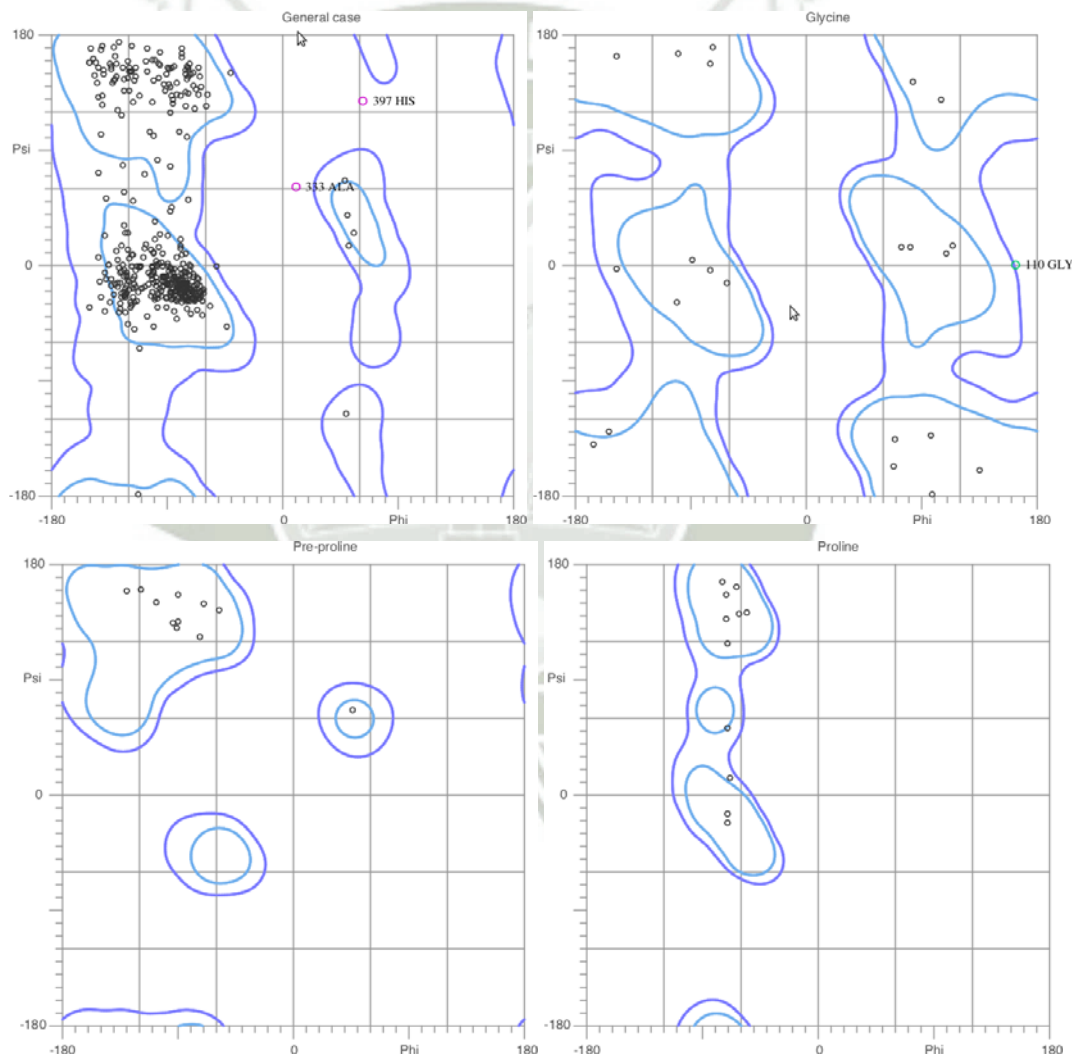 General case
180
397 HIS
Psi
333 ALA
0
-180
-180 0 Phi 180
Glycine
180
Psi
0
110 GLY
-180
-180 0 Phi 180
Pre-proline
180
Psi
0
-180
-180 0 Phi 180
Proline
180
Psi
0
-180
-180 0 Phi 180